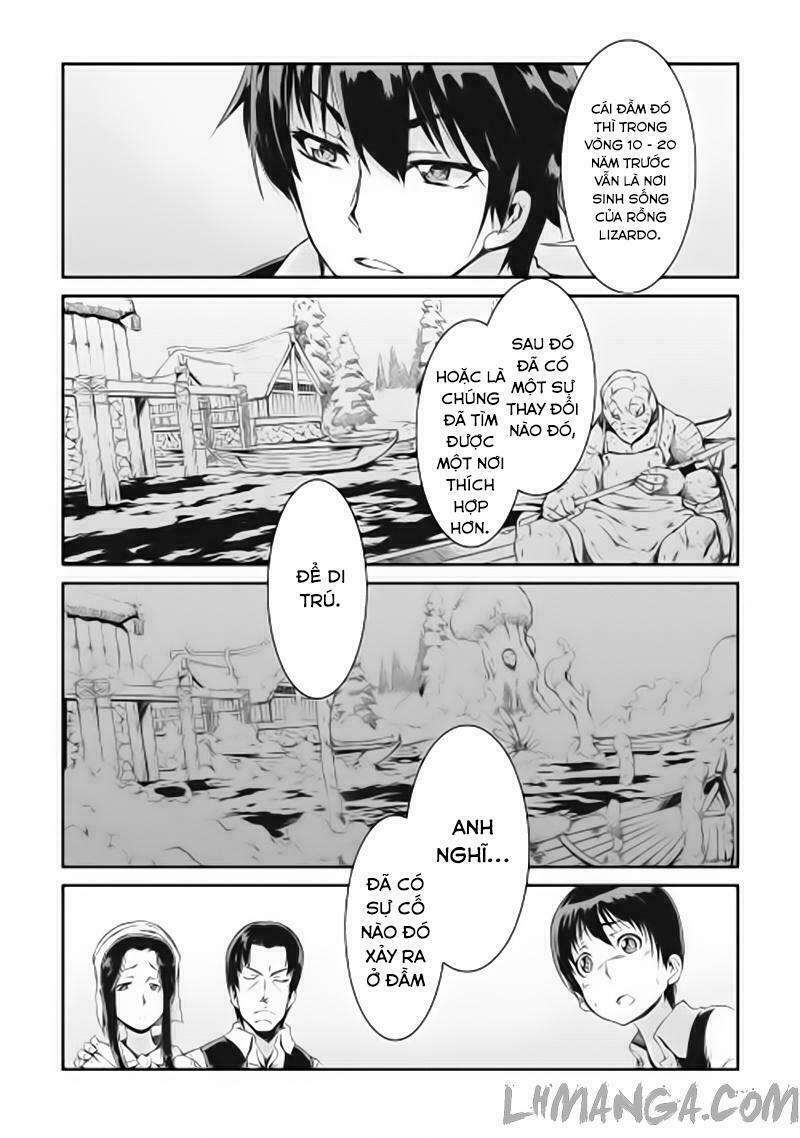 CÁI ĐẦM ĐÓ
THÌ TRONG
VÒNG 10 - 20
NĂM TRƯỚC
VẪN LÀ NƠI
SINH SỐNG
CỦA RỒNG
LIZARDO.
SAU ĐÓ
ĐÃ CÓ
MỘT SỰ
THAY ĐỔI
NÀO ĐÓ,
HOẶC LÀ
CHÚNG
ĐÃ TÌM
ĐƯỢC
MỘT NƠI
THÍCH
HỢP
HƠN.
ĐỂ DI
TRÚ.
ANH
NGHĨ...
ĐÃ CÓ
SỰ CỐ
NÀO ĐÓ
XẢY RA
Ở ĐẦM
LHMANGA.COM